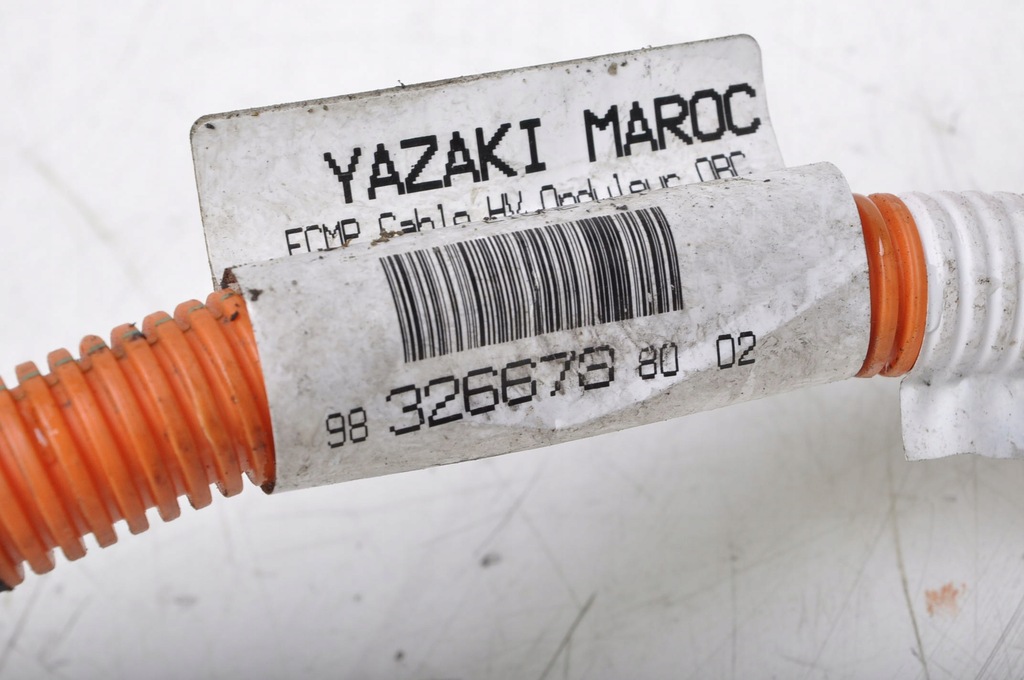 YAZAKI MAROC
ECMP Cable HV Onduleur OBC
98 326678 80 02